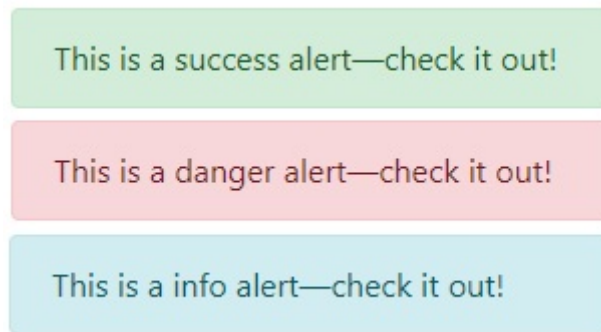 This is a success alert—check it out!
This is a danger alert—check it out!
This is a info alert—check it out!